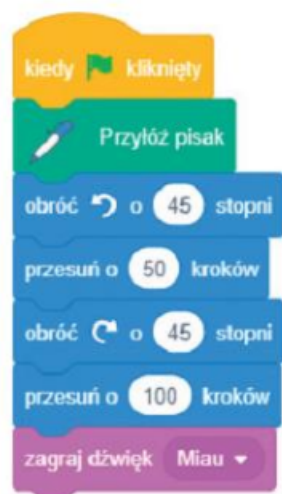 kiedy kliknięty
Przyłóż pisak
obróć o 45 stopni
przesuń o 50 kroków
obróć o 45 stopni
przesuń o 100 kroków
zagraj dźwięk Miau